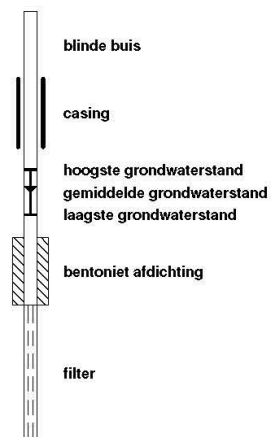 blinde buis
casing
hoogste grondwaterstand
gemiddelde grondwaterstand
laagste grondwaterstand
bentoniet afdichting
filter